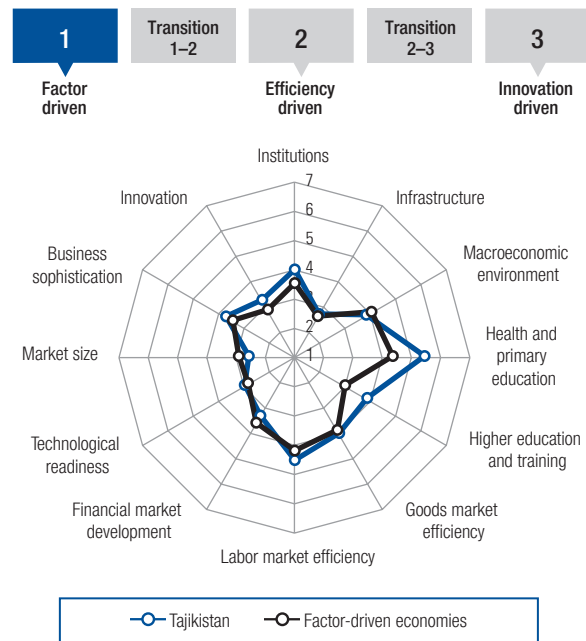 1
Transition
1–2
2
Transition
2–3
3
Factor
driven
Efficiency
driven
Innovation
driven
Institutions
7
6
5
4
3
2
1
Infrastructure
Macroeconomic
environment
Health and
primary
education
Higher education
and training
Goods market
efficiency
Labor market efficiency
Financial market
development
Technological
readiness
Market size
Business
sophistication
Innovation
Tajikistan
Factor-driven economies